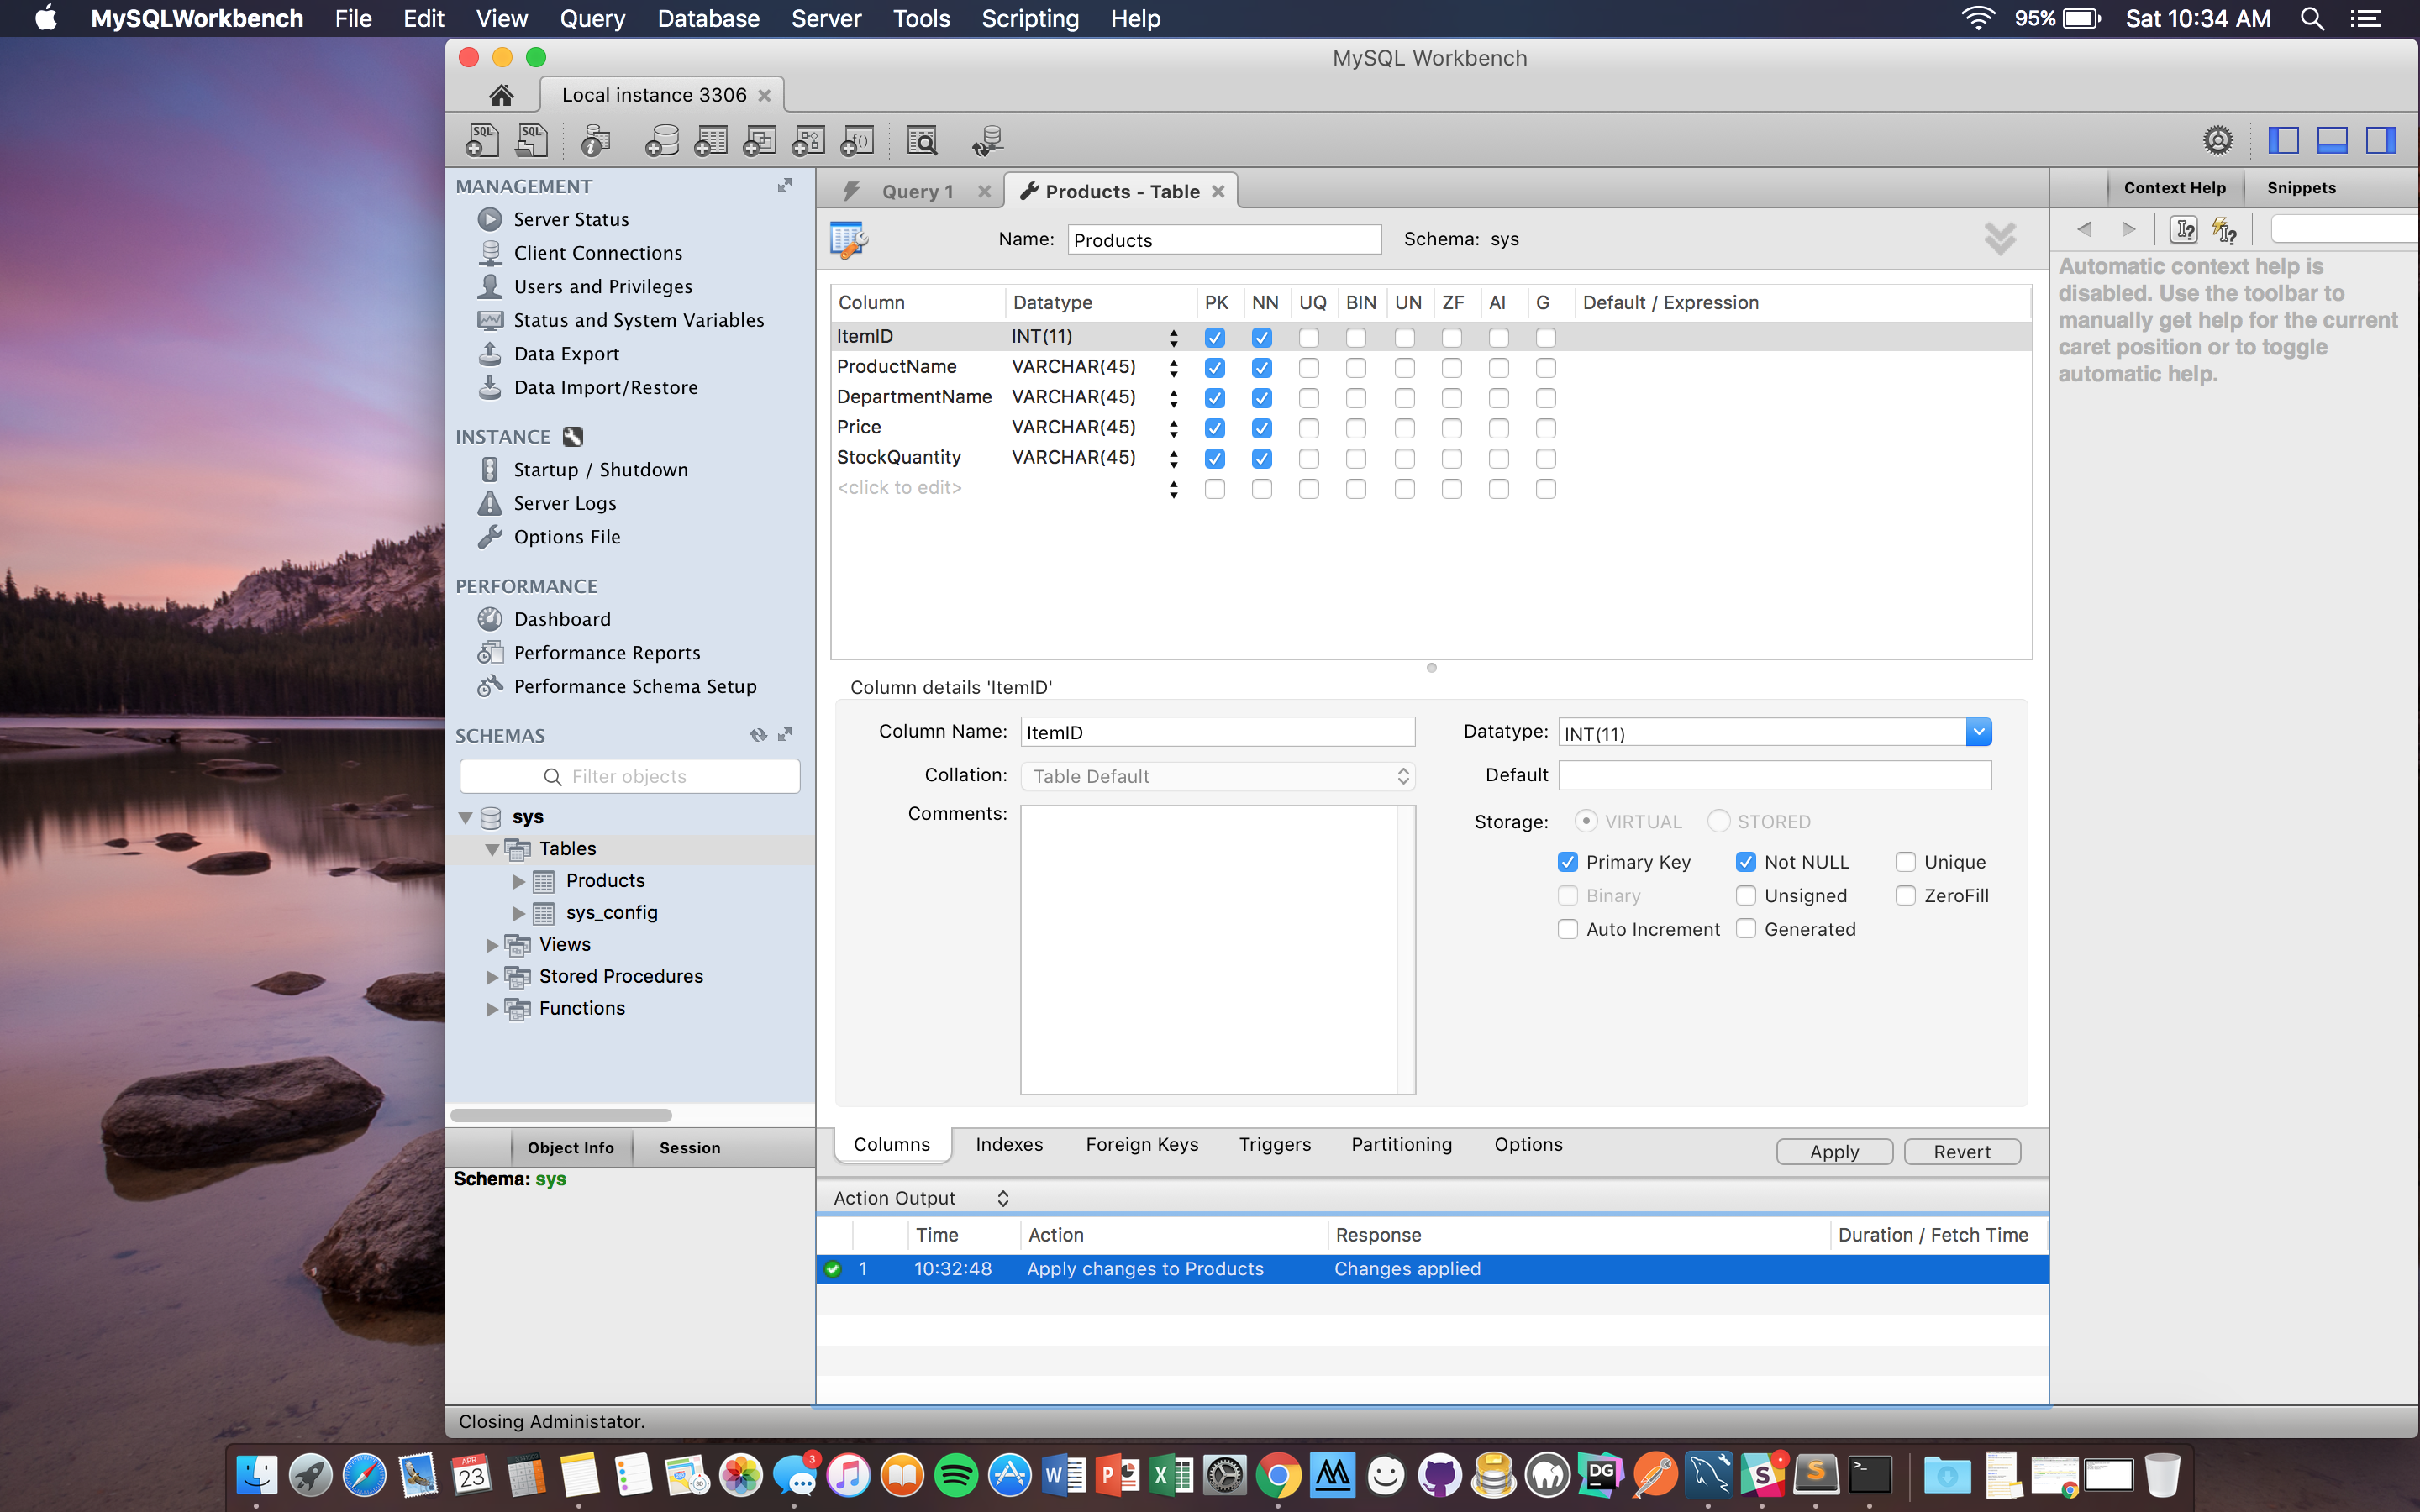 MySQLWorkbench File Edit View Query Database Server Tools Scripting Help 95% Sat 10:34 AM
MySQL Workbench
Local instance 3306
SQL SQL
MANAGEMENT
Server Status
Client Connections
Users and Privileges
Status and System Variables
Data Export
Data Import/Restore
INSTANCE
Startup / Shutdown
Server Logs
Options File
PERFORMANCE
Dashboard
Performance Reports
Performance Schema Setup
SCHEMAS
Filter objects
sys
Tables
Products
sys_config
Views
Stored Procedures
Functions
Object Info Session
Schema: sys
Query 1 Products - Table
Name: Products Schema: sys
Column Datatype PK NN UQ BIN UN ZF AI G Default / Expression
ItemID INT(11)
ProductName VARCHAR(45)
DepartmentName VARCHAR(45)
Price VARCHAR(45)
StockQuantity VARCHAR(45)
<click to edit>
Column details 'ItemID'
Column Name: ItemID Datatype: INT(11)
Collation: Table Default Default
Comments: Storage: VIRTUAL STORED
Primary Key Not NULL Unique
Binary Unsigned ZeroFill
Auto Increment Generated
Columns Indexes Foreign Keys Triggers Partitioning Options Apply Revert
Action Output
Time Action Response Duration / Fetch Time
1 10:32:48 Apply changes to Products Changes applied
Context Help Snippets
Automatic context help is
disabled. Use the toolbar to
manually get help for the current
caret position or to toggle
automatic help.
Closing Administator.
APR
23
3
W P X DG S S